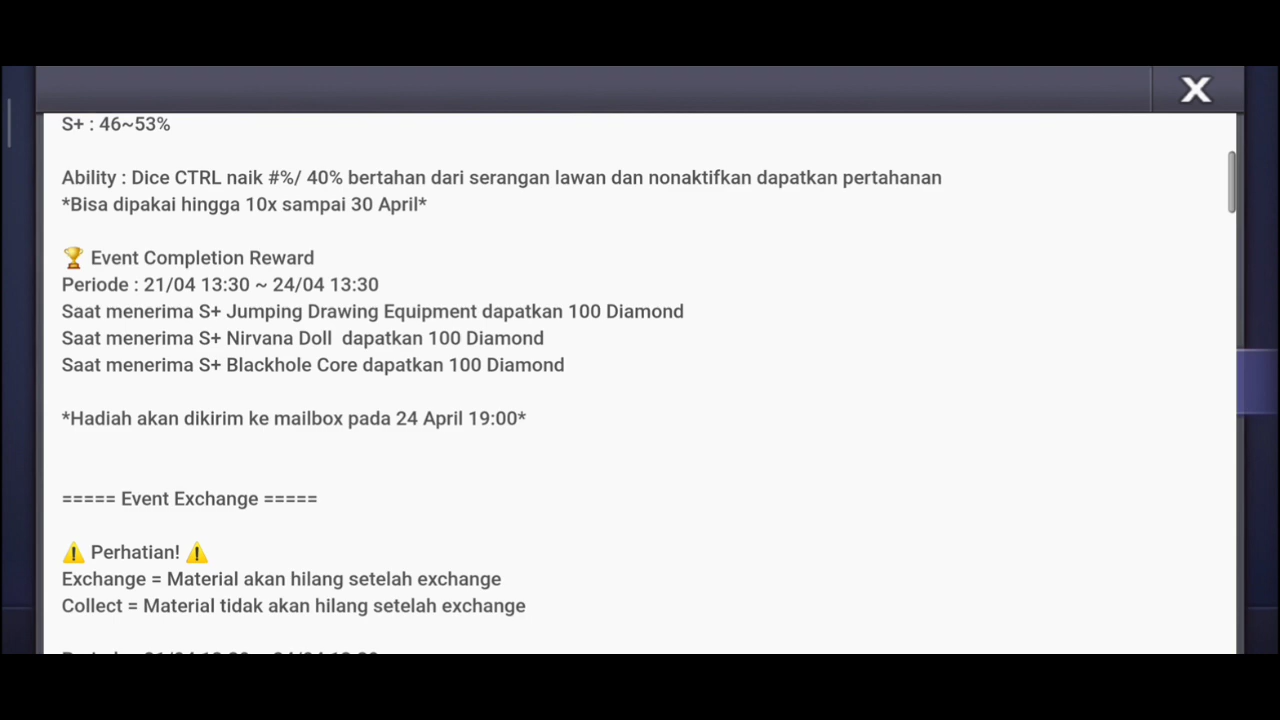 S+ : 46~53%
Ability : Dice CTRL naik #%/ 40% bertahan dari serangan lawan dan nonaktifkan dapatkan pertahanan
*Bisa dipakai hingga 10x sampai 30 April*
🏆 Event Completion Reward
Periode : 21/04 13:30 ~ 24/04 13:30
Saat menerima S+ Jumping Drawing Equipment dapatkan 100 Diamond
Saat menerima S+ Nirvana Doll  dapatkan 100 Diamond
Saat menerima S+ Blackhole Core dapatkan 100 Diamond
*Hadiah akan dikirim ke mailbox pada 24 April 19:00*
===== Event Exchange =====
⚠️ Perhatian! ⚠️
Exchange = Material akan hilang setelah exchange
Collect = Material tidak akan hilang setelah exchange